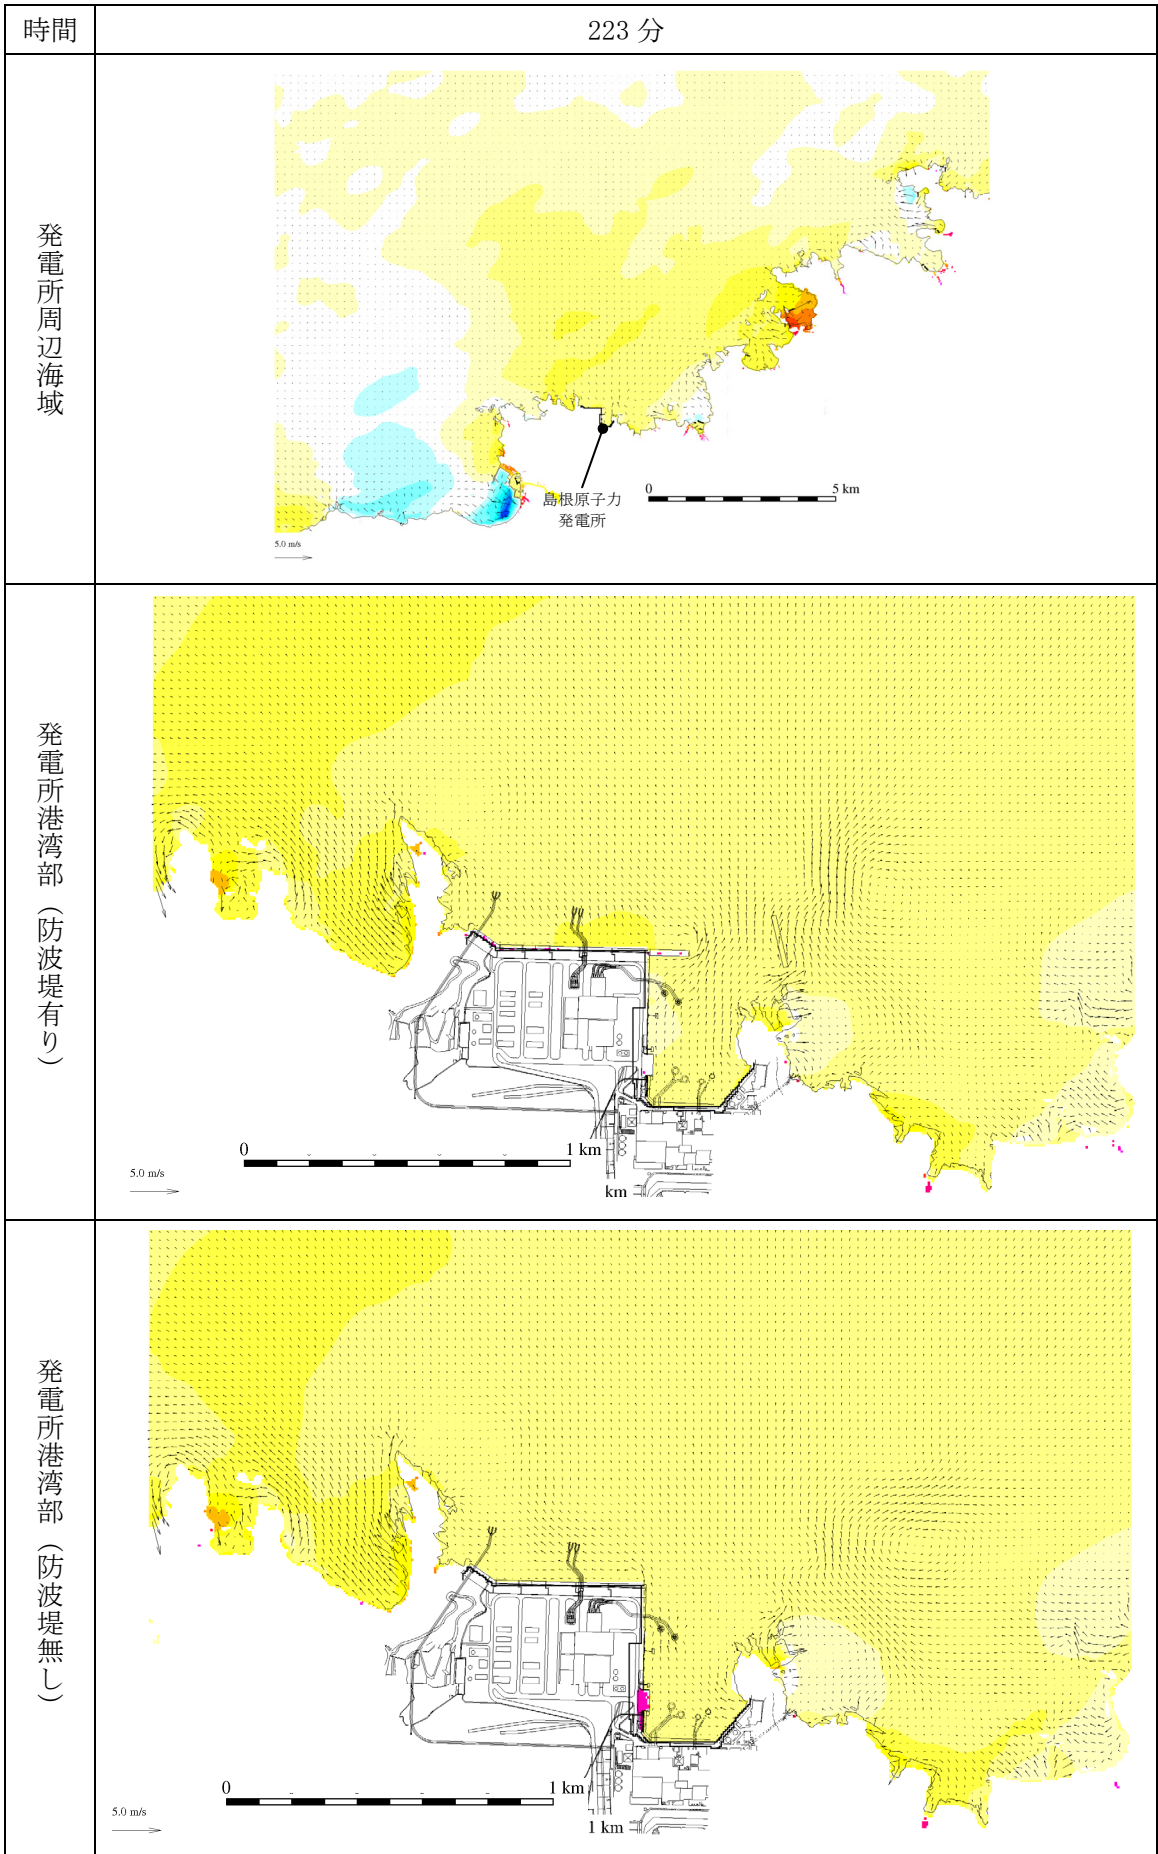 時間
223 分
発電所周辺海域
島根原子力
発電所
0
5 km
5.0 m/s
発電所港湾部（防波堤有り）
0
1 km
5.0 m/s
km
発電所港湾部（防波堤無し）
0
1 km
5.0 m/s
1 km